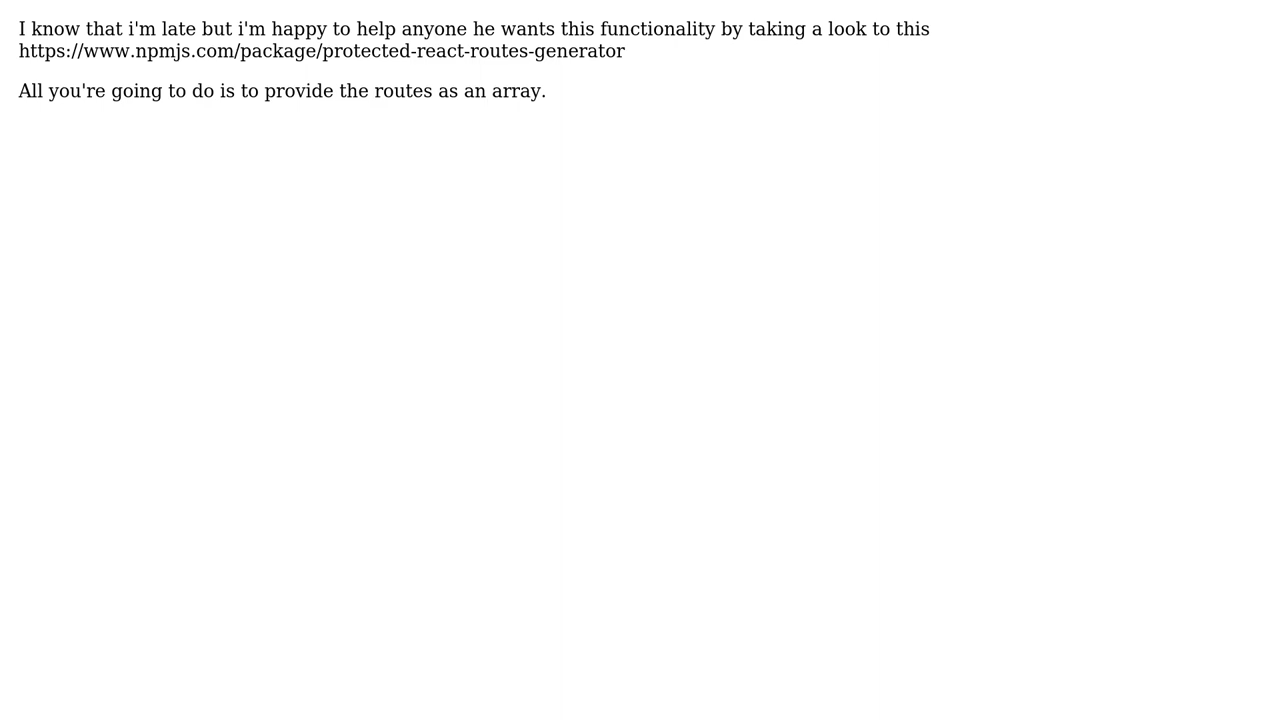 I know that i'm late but i'm happy to help anyone he wants this functionality by taking a look to this
https://www.npmjs.com/package/protected-react-routes-generator
All you're going to do is to provide the routes as an array.